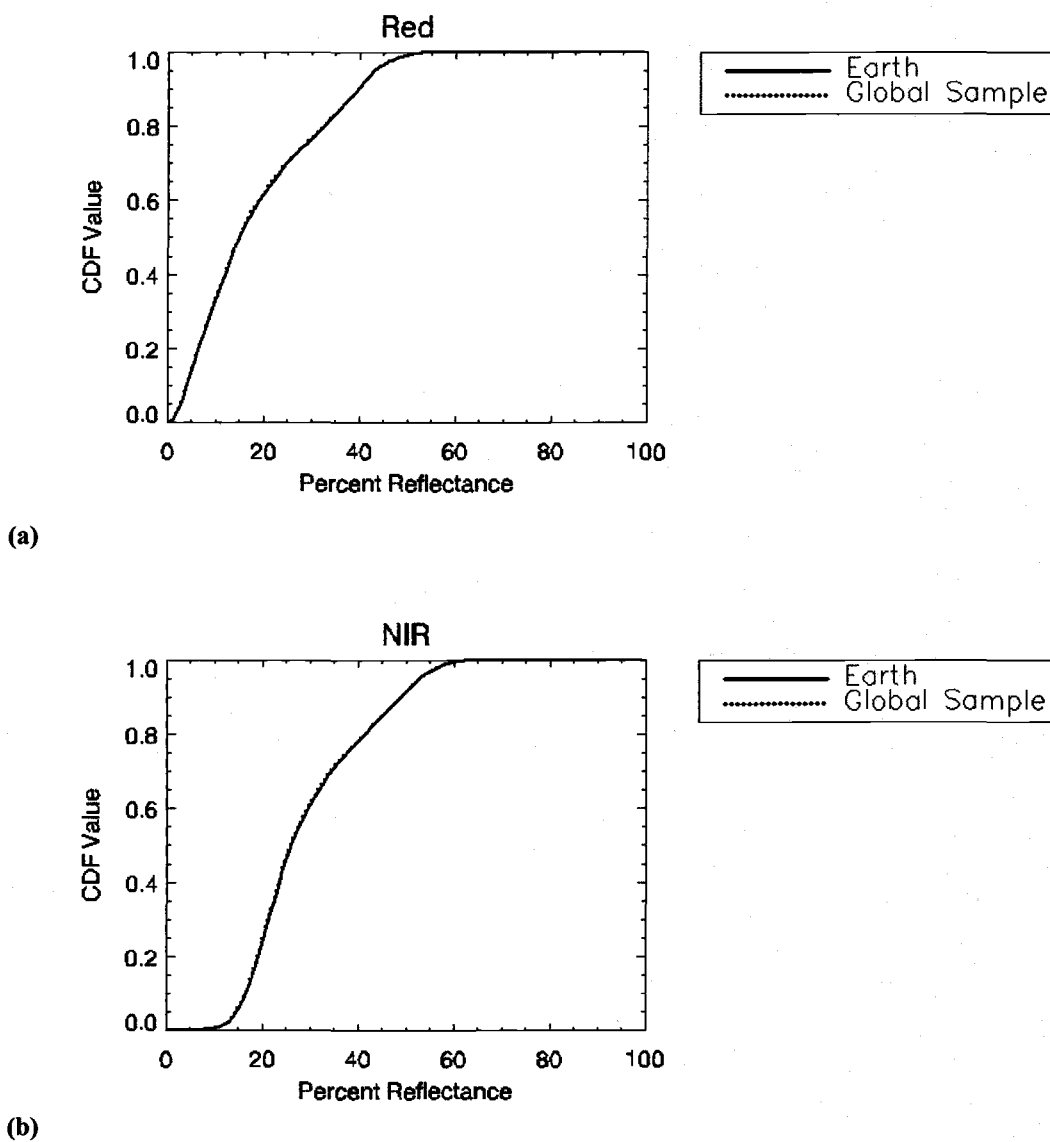 Red
Earth
Global Sample
1.0
0.8
0.6
0.4
0.2
0.0
CDF Value
0 20 40 60 80 100
Percent Reflectance
(a)
NIR
Earth
Global Sample
1.0
0.8
0.6
0.4
0.2
0.0
CDF Value
0 20 40 60 80 100
Percent Reflectance
(b)